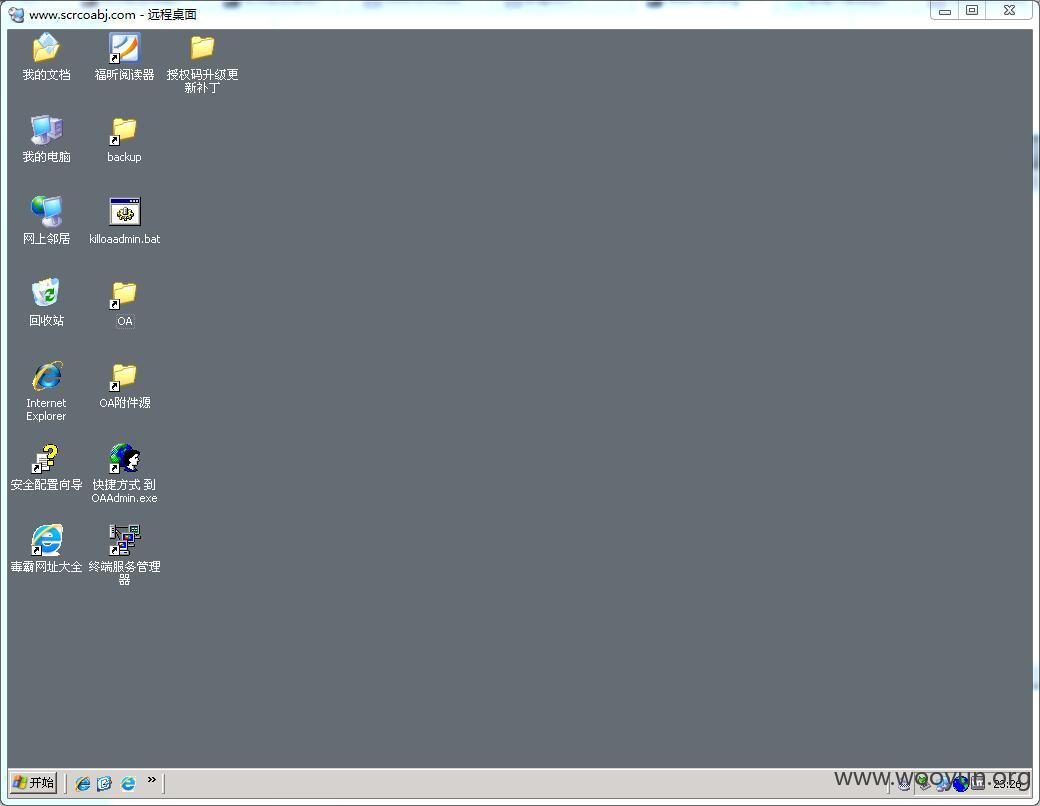 www.scrcoabj.com - 远程桌面
我的文档
福昕阅读器
授权码升级更
新补丁
我的电脑
backup
网上邻居
killoaadmin.bat
回收站
OA
Internet
Explorer
OA附件源
安全配置向导
快捷方式 到
OAAdmin.exe
毒霸网址大全
终端服务管理
器
开始
»
www.wooyun.org
23:26